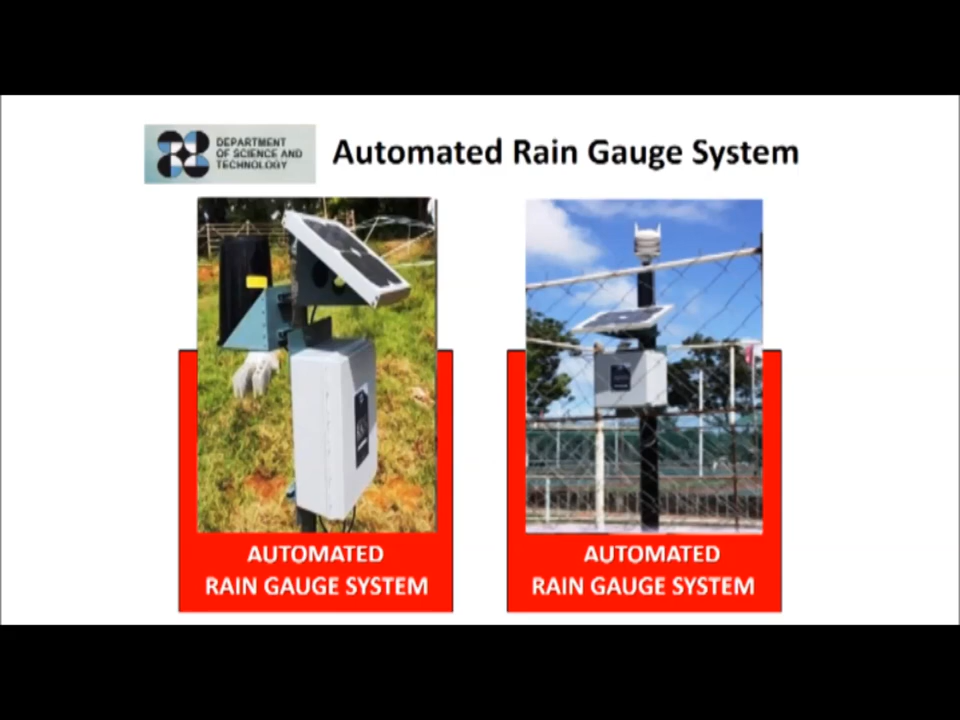 DEPARTMENT
OF SCIENCE AND
TECHNOLOGY
Automated Rain Gauge System
AUTOMATED
RAIN GAUGE SYSTEM
AUTOMATED
RAIN GAUGE SYSTEM